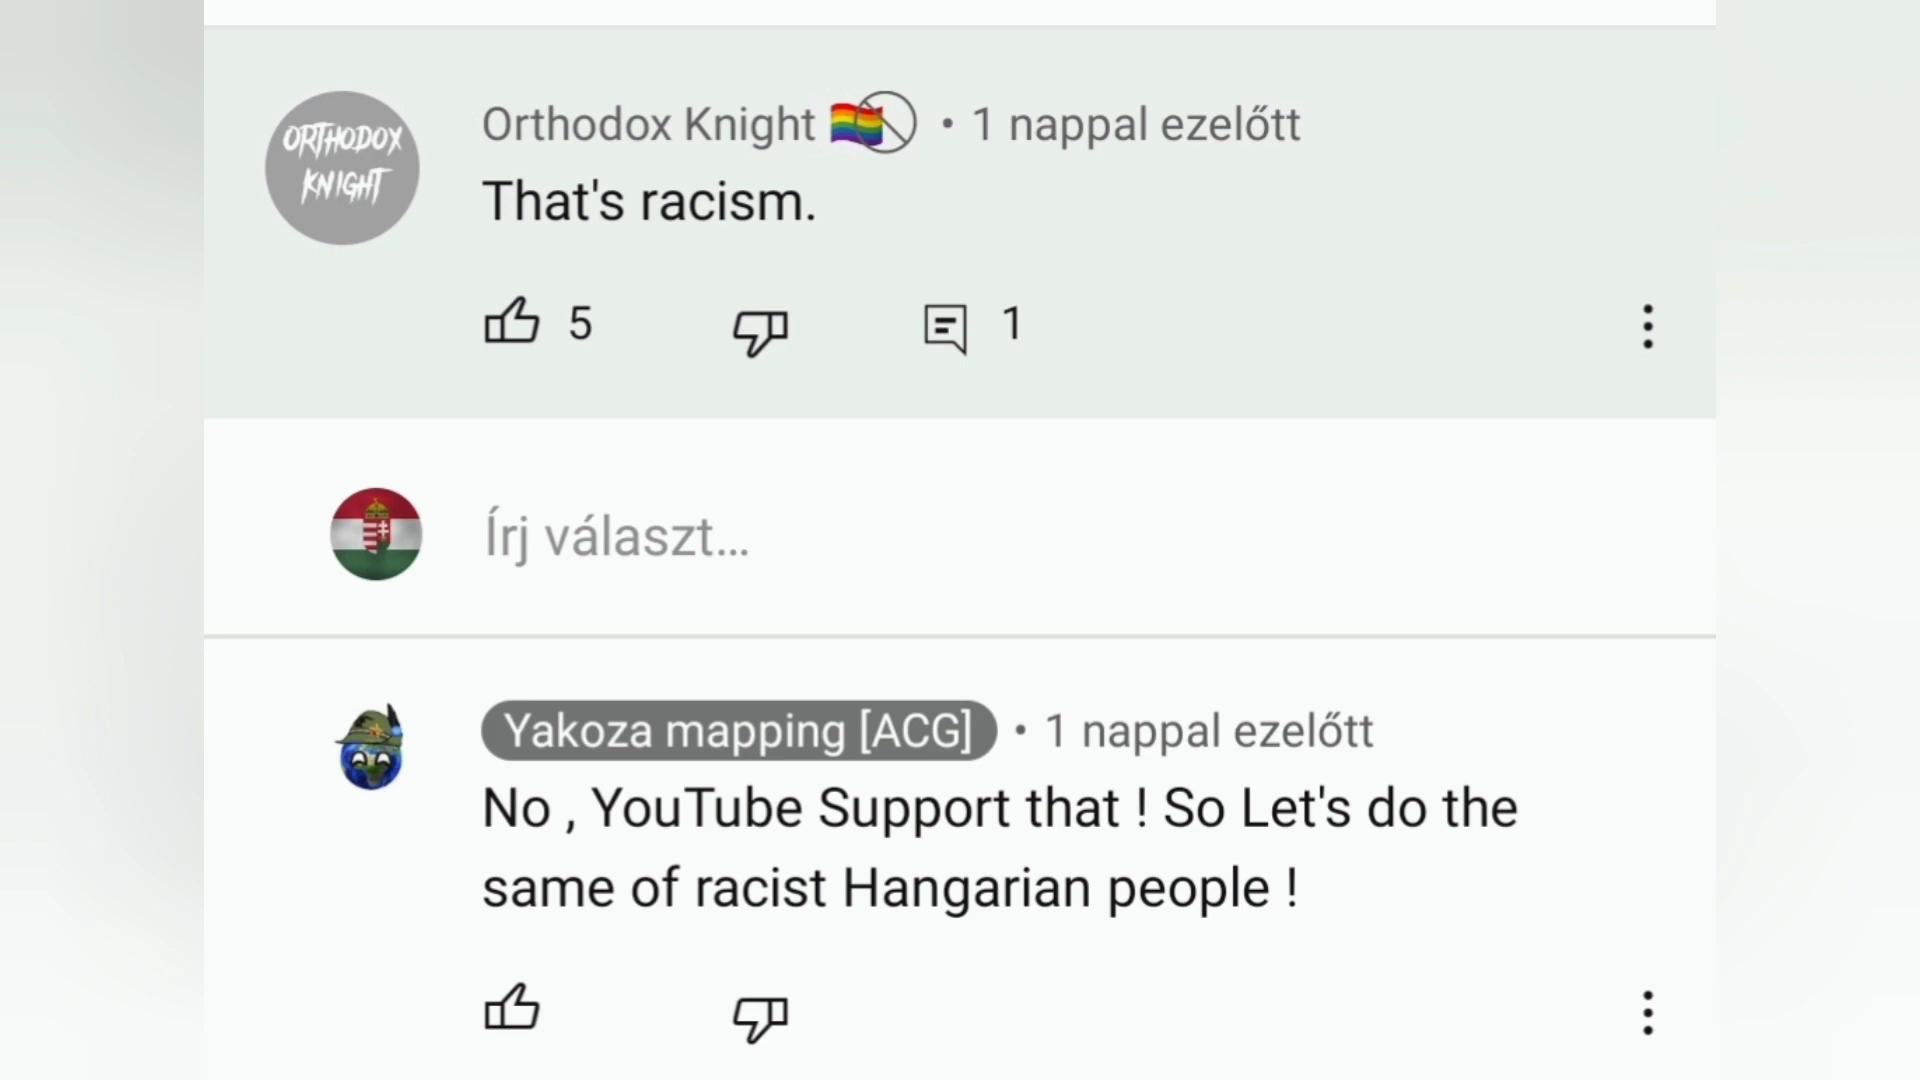 ORTHODOX
KNIGHT
Orthodox Knight 🏳️‍🌈🚫 • 1 nappal ezelőtt
That's racism.
5
1
Írj választ...
Yakoza mapping [ACG] • 1 nappal ezelőtt
No , YouTube Support that ! So Let's do the
same of racist Hangarian people !